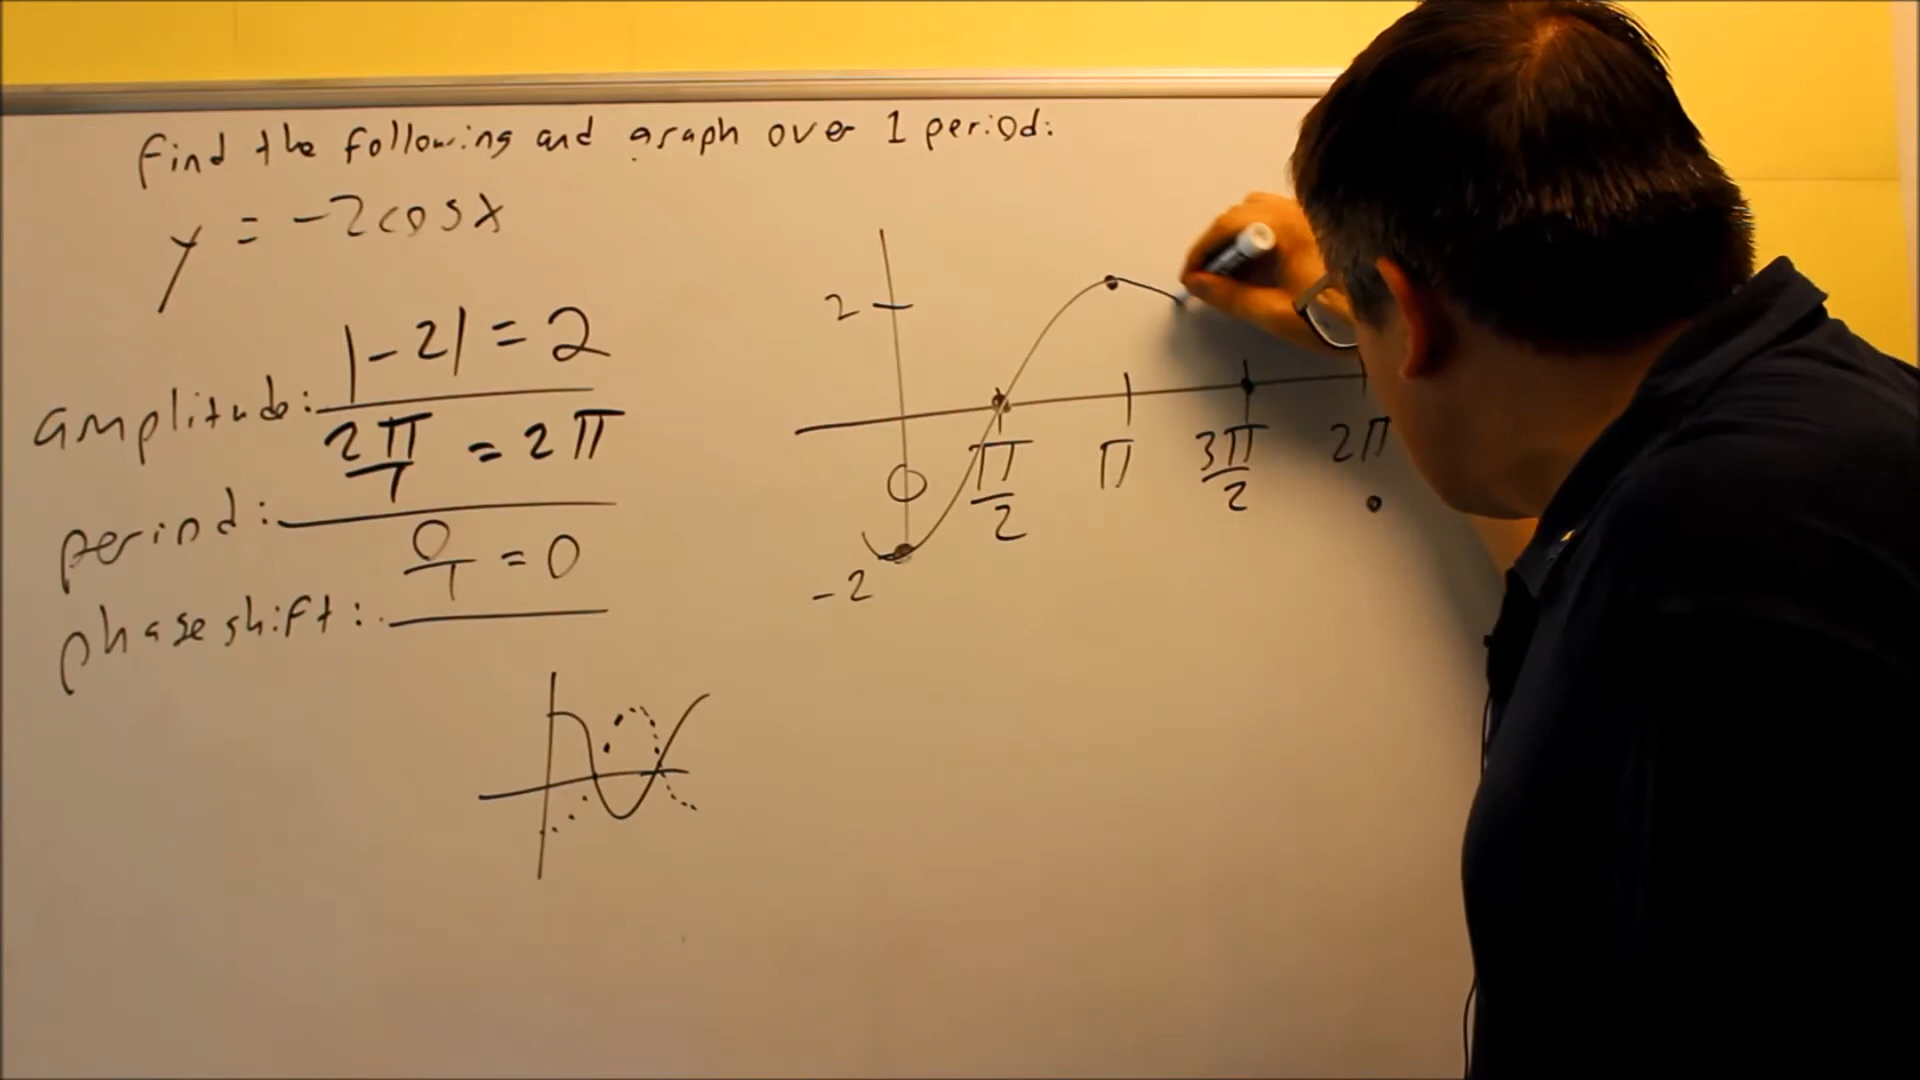 Find the following and graph over 1 period:
y = -2cosx
amplitude: |-2| = 2
period: 2π/1 = 2π
phase shift: 0/1 = 0
2
0 π/2 π 3π/2 2π
-2